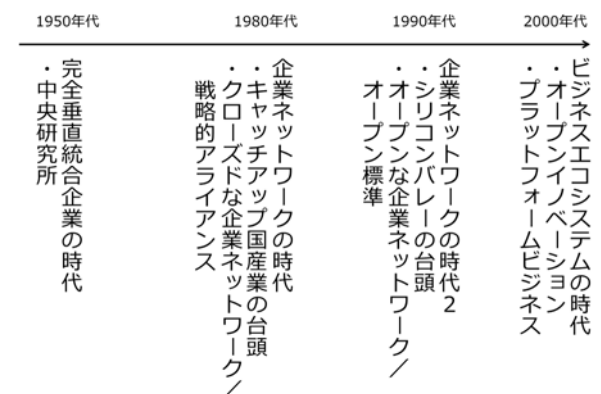 1950年代
1980年代
1990年代
2000年代
完全垂直統合企業の時代
・中央研究所
企業ネットワークの時代
・キャッチアップ国産業の台頭
・クローズドな企業ネットワーク／
戦略的アライアンス
企業ネットワークの時代2
・シリコンバレーの台頭
・オープンな企業ネットワーク／
オープン標準
ビジネスエコシステムの時代
・オープンイノベーション
・プラットフォームビジネス